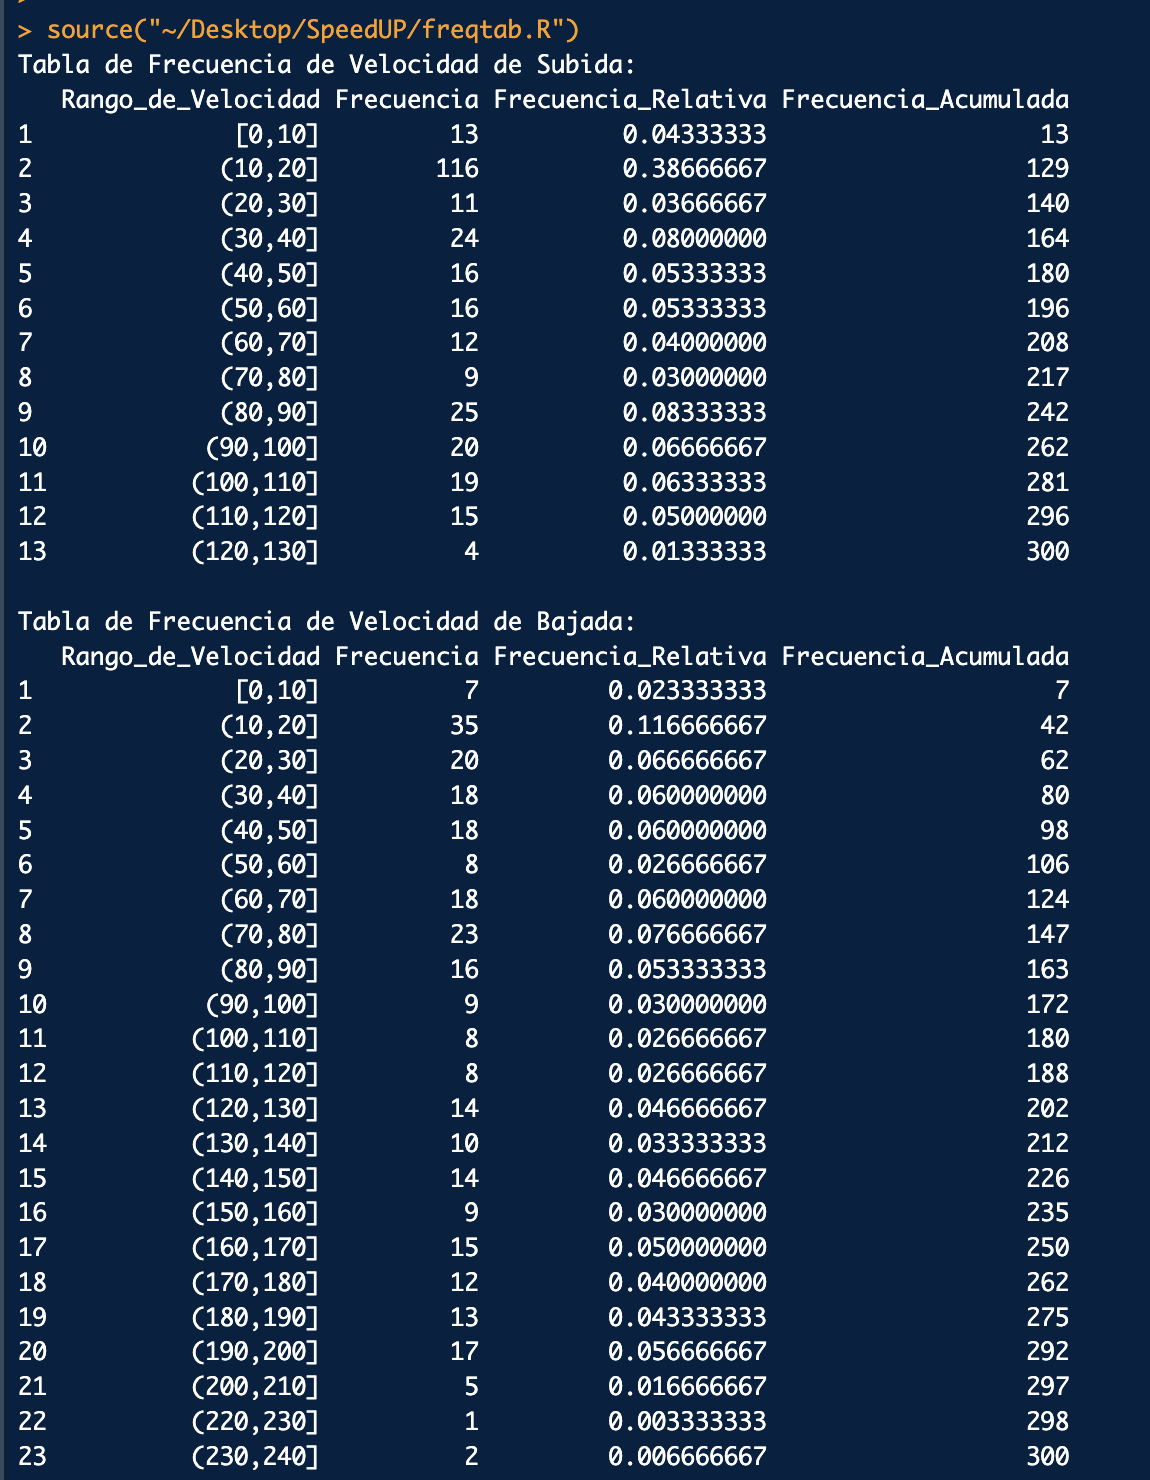 > source("~/Desktop/SpeedUP/freqtab.R")
Tabla de Frecuencia de Velocidad de Subida:
   Rango_de_Velocidad Frecuencia Frecuencia_Relativa Frecuencia_Acumulada
1              [0,10]         13          0.04333333                   13
2             (10,20]        116          0.38666667                  129
3             (20,30]         11          0.03666667                  140
4             (30,40]         24          0.08000000                  164
5             (40,50]         16          0.05333333                  180
6             (50,60]         16          0.05333333                  196
7             (60,70]         12          0.04000000                  208
8             (70,80]          9          0.03000000                  217
9             (80,90]         25          0.08333333                  242
10           (90,100]         20          0.06666667                  262
11          (100,110]         19          0.06333333                  281
12          (110,120]         15          0.05000000                  296
13          (120,130]          4          0.01333333                  300
Tabla de Frecuencia de Velocidad de Bajada:
   Rango_de_Velocidad Frecuencia Frecuencia_Relativa Frecuencia_Acumulada
1              [0,10]          7         0.023333333                    7
2             (10,20]         35         0.116666667                   42
3             (20,30]         20         0.066666667                   62
4             (30,40]         18         0.060000000                   80
5             (40,50]         18         0.060000000                   98
6             (50,60]          8         0.026666667                  106
7             (60,70]         18         0.060000000                  124
8             (70,80]         23         0.076666667                  147
9             (80,90]         16         0.053333333                  163
10           (90,100]          9         0.030000000                  172
11          (100,110]          8         0.026666667                  180
12          (110,120]          8         0.026666667                  188
13          (120,130]         14         0.046666667                  202
14          (130,140]         10         0.033333333                  212
15          (140,150]         14         0.046666667                  226
16          (150,160]          9         0.030000000                  235
17          (160,170]         15         0.050000000                  250
18          (170,180]         12         0.040000000                  262
19          (180,190]         13         0.043333333                  275
20          (190,200]         17         0.056666667                  292
21          (200,210]          5         0.016666667                  297
22          (220,230]          1         0.003333333                  298
23          (230,240]          2         0.006666667                  300